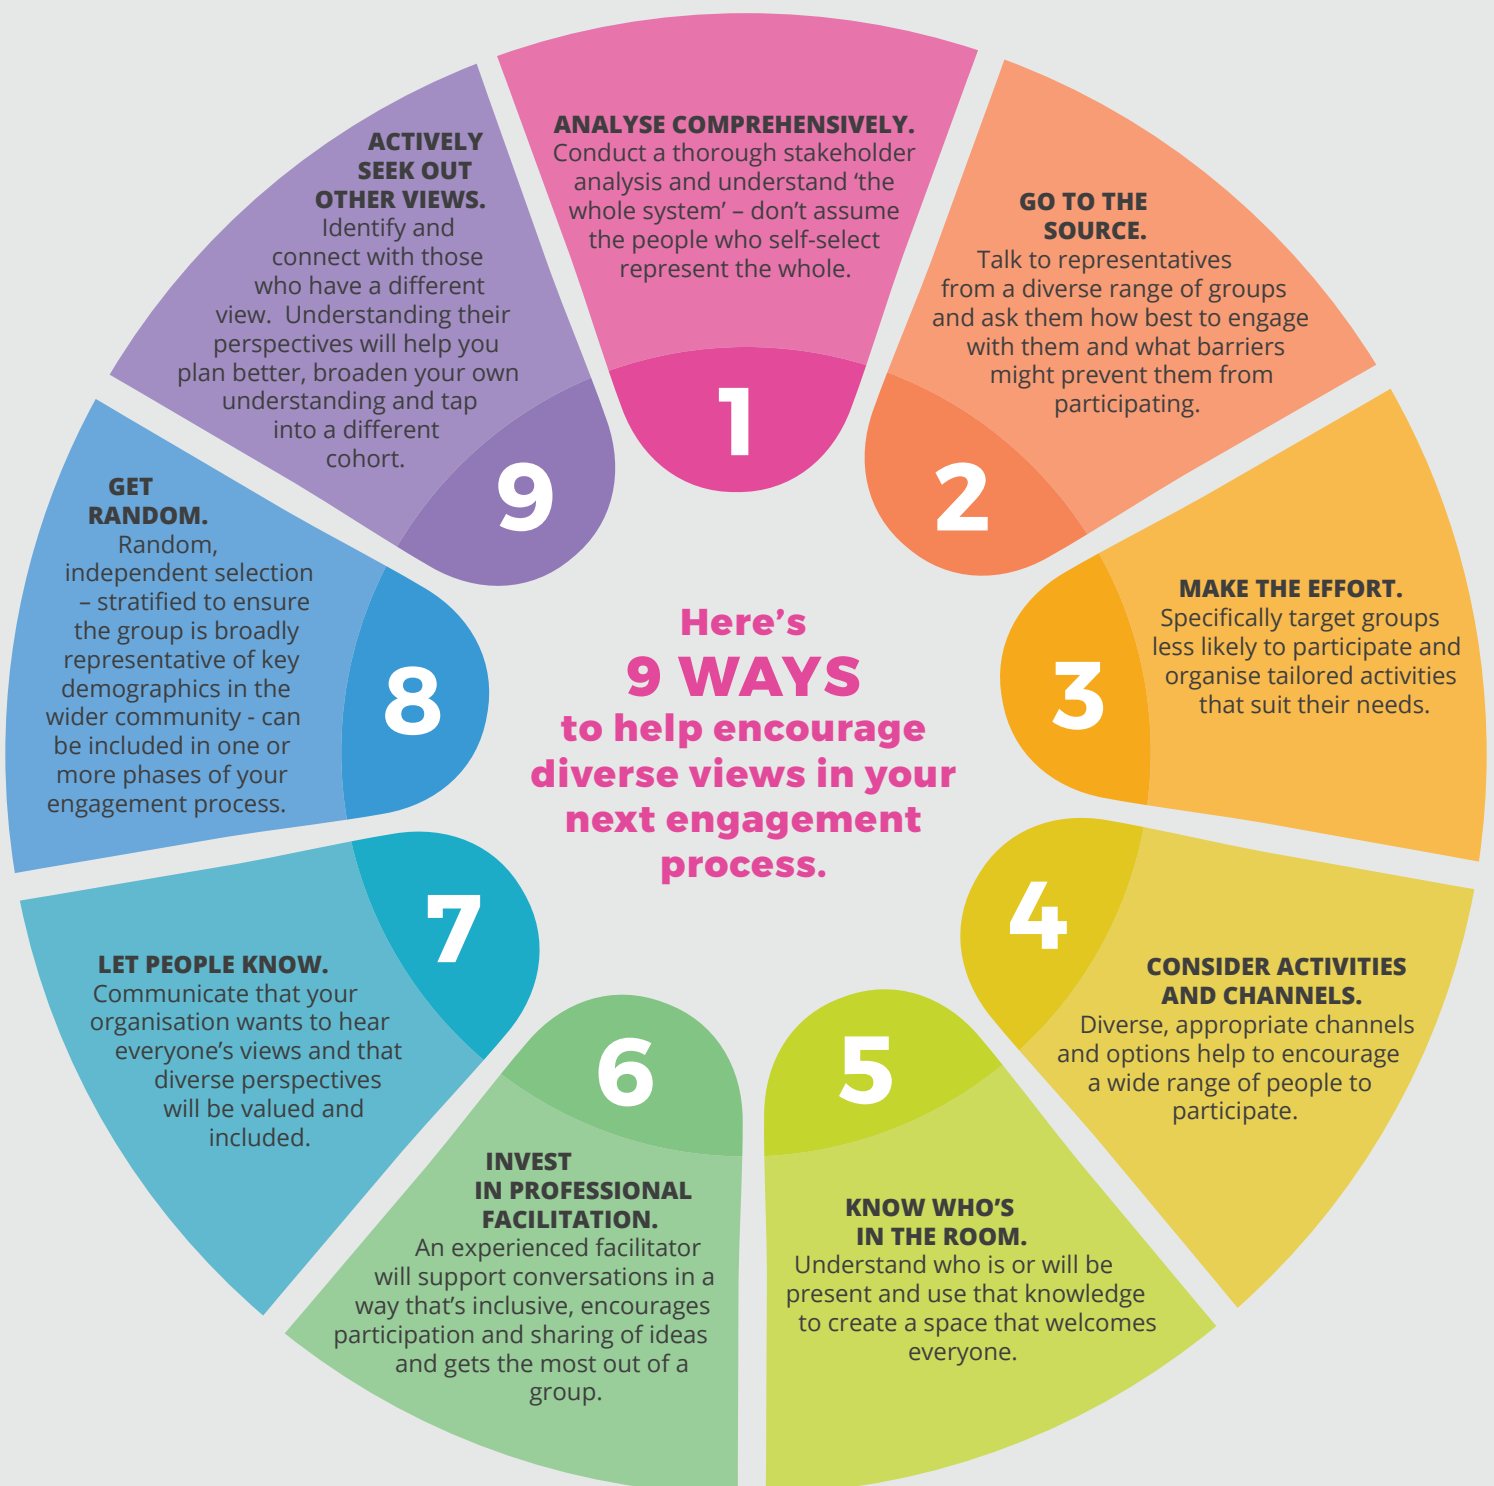 Here's
9 WAYS
to help encourage
diverse views in your
next engagement
process.
1
ANALYSE COMPREHENSIVELY.
Conduct a thorough stakeholder
analysis and understand ‘the
whole system’ – don’t assume
the people who self-select
represent the whole.
2
GO TO THE
SOURCE.
Talk to representatives
from a diverse range of groups
and ask them how best to engage
with them and what barriers
might prevent them from
participating.
3
MAKE THE EFFORT.
Specifically target groups
less likely to participate and
organise tailored activities
that suit their needs.
4
CONSIDER ACTIVITIES
AND CHANNELS.
Diverse, appropriate channels
and options help to encourage
a wide range of people to
participate.
5
KNOW WHO’S
IN THE ROOM.
Understand who is or will be
present and use that knowledge
to create a space that welcomes
everyone.
6
INVEST
IN PROFESSIONAL
FACILITATION.
An experienced facilitator
will support conversations in a
way that’s inclusive, encourages
participation and sharing of ideas
and gets the most out of a
group.
7
LET PEOPLE KNOW.
Communicate that your
organisation wants to hear
everyone’s views and that
diverse perspectives
will be valued and
included.
8
GET
RANDOM.
Random,
independent selection
– stratified to ensure
the group is broadly
representative of key
demographics in the
wider community - can
be included in one or
more phases of your
engagement process.
9
ACTIVELY
SEEK OUT
OTHER VIEWS.
Identify and
connect with those
who have a different
view.  Understanding their
perspectives will help you
plan better, broaden your own
understanding and tap
into a different
cohort.